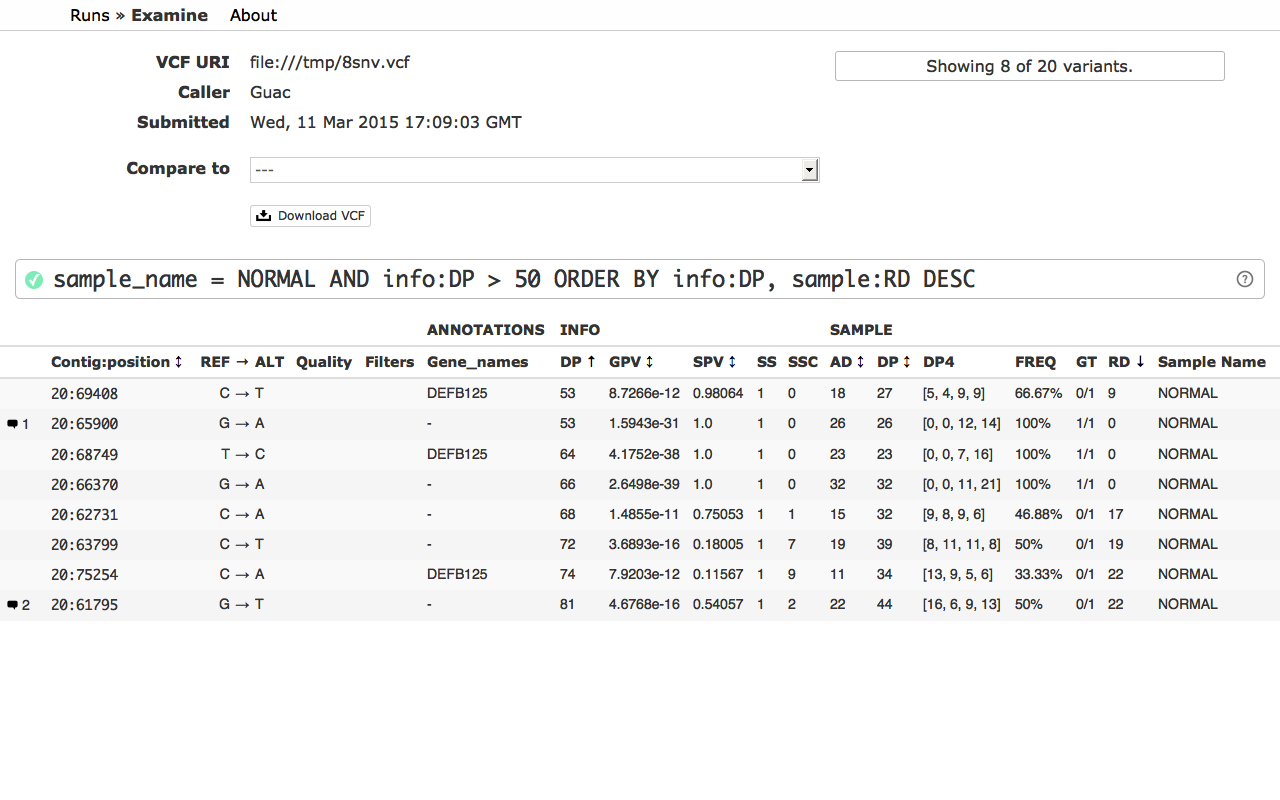 Runs » Examine About
VCF URI file:///tmp/8snv.vcf
Showing 8 of 20 variants.
Caller Guac
Submitted Wed, 11 Mar 2015 17:09:03 GMT
Compare to ---
Download VCF
sample_name = NORMAL AND info:DP > 50 ORDER BY info:DP, sample:RD DESC ?
ANNOTATIONS INFO SAMPLE
Contig:position ↕ REF → ALT Quality Filters Gene_names DP ↑ GPV ↕ SPV ↕ SS SSC AD ↕ DP ↕ DP4 FREQ GT RD ↓ Sample Name
20:69408 C → T DEFB125 53 8.7266e-12 0.98064 1 0 18 27 [5, 4, 9, 9] 66.67% 0/1 9 NORMAL
1 20:65900 G → A - 53 1.5943e-31 1.0 1 0 26 26 [0, 0, 12, 14] 100% 1/1 0 NORMAL
20:68749 T → C DEFB125 64 4.1752e-38 1.0 1 0 23 23 [0, 0, 7, 16] 100% 1/1 0 NORMAL
20:66370 G → A - 66 2.6498e-39 1.0 1 0 32 32 [0, 0, 11, 21] 100% 1/1 0 NORMAL
20:62731 C → A - 68 1.4855e-11 0.75053 1 1 15 32 [9, 8, 9, 6] 46.88% 0/1 17 NORMAL
20:63799 C → T - 72 3.6893e-16 0.18005 1 7 19 39 [8, 11, 11, 8] 50% 0/1 19 NORMAL
20:75254 C → A DEFB125 74 7.9203e-12 0.11567 1 9 11 34 [13, 9, 5, 6] 33.33% 0/1 22 NORMAL
2 20:61795 G → T - 81 4.6768e-16 0.54057 1 2 22 44 [16, 6, 9, 13] 50% 0/1 22 NORMAL